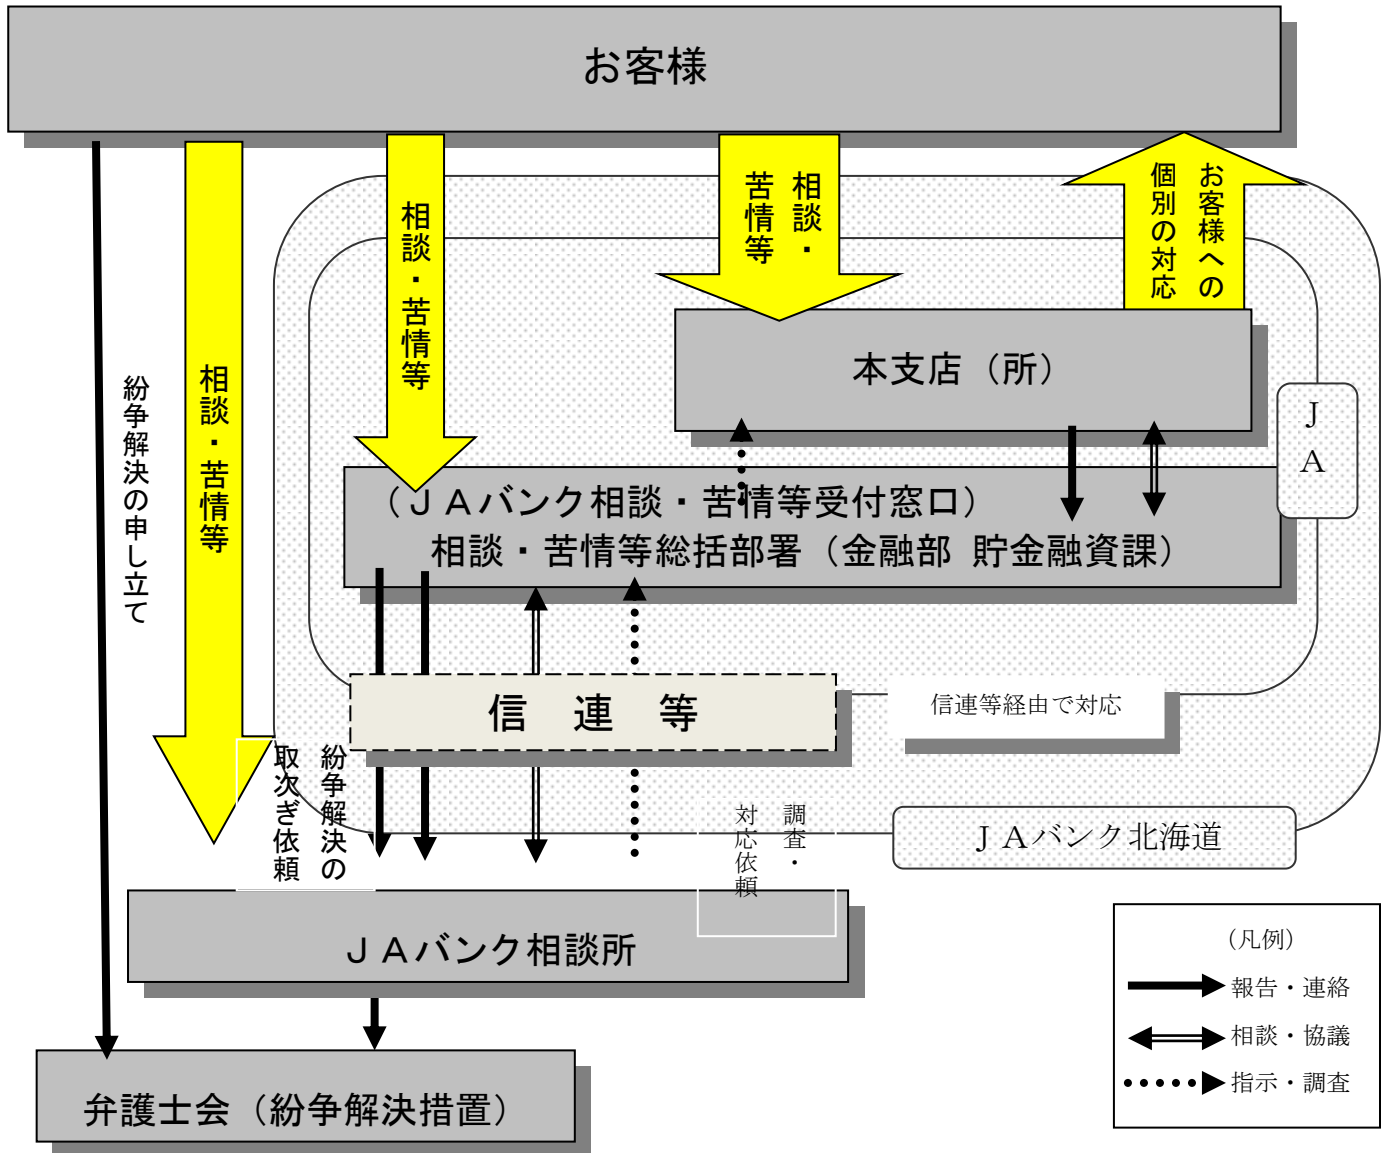 お客様
相談・苦情等
相談・
苦情等
お客様への
個別の対応
相談・苦情等
紛争解決の申し立て
本支店（所）
ＪＡ
（ＪＡバンク相談・苦情等受付窓口）
相談・苦情等総括部署（金融部 貯金融資課）
信　連　等
信連等経由で対応
紛争解決の
取次ぎ依頼
調査・
対応依頼
ＪＡバンク北海道
ＪＡバンク相談所
弁護士会（紛争解決措置）
（凡例）
報告・連絡
相談・協議
指示・調査